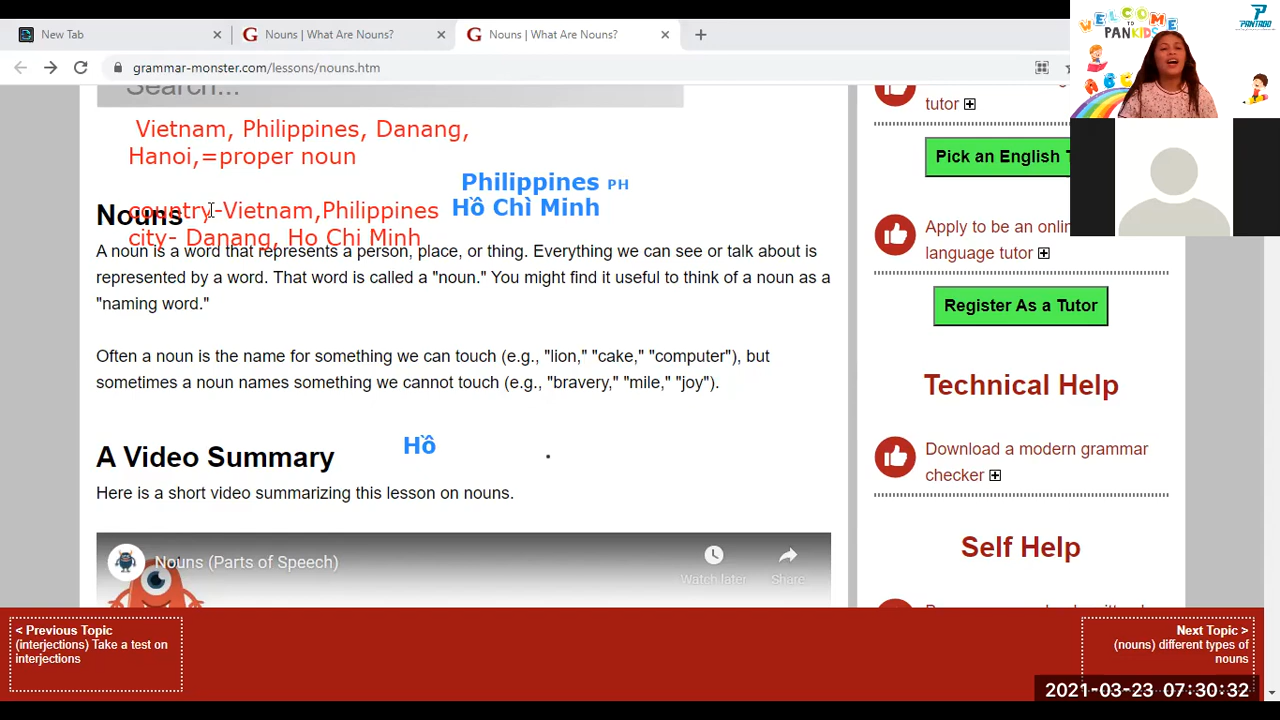 New Tab
Nouns | What Are Nouns?
Nouns | What Are Nouns?
grammar-monster.com/lessons/nouns.htm
WELCOME
TO
PANKIDS
PANTADO
Search...
Vietnam, Philippines, Danang,
Hanoi,=proper noun
Philippines PH
Hồ Chì Minh
country-Vietnam,Philippines
city- Danang, Ho Chi Minh
Nouns
A noun is a word that represents a person, place, or thing. Everything we can see or talk about is
represented by a word. That word is called a "noun." You might find it useful to think of a noun as a
"naming word."
Often a noun is the name for something we can touch (e.g., "lion," "cake," "computer"), but
sometimes a noun names something we cannot touch (e.g., "bravery," "mile," "joy").
Hồ
A Video Summary
Here is a short video summarizing this lesson on nouns.
Nouns (Parts of Speech)
Watch later
Share
tutor
Pick an English
Apply to be an onl
language tutor
Register As a Tutor
Technical Help
Download a modern grammar
checker
Self Help
< Previous Topic
(interjections) Take a test on
interjections
Next Topic >
(nouns) different types of
nouns
2021-03-23 07:30:32